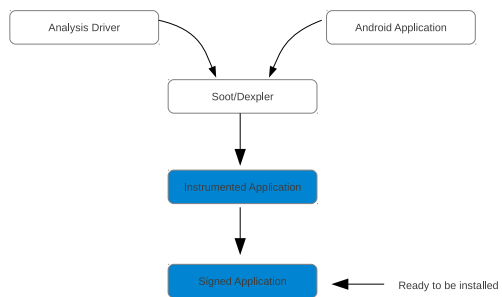 Analysis Driver
Android Application
Soot/Dexpler
Instrumented Application
Signed Application
Ready to be installed